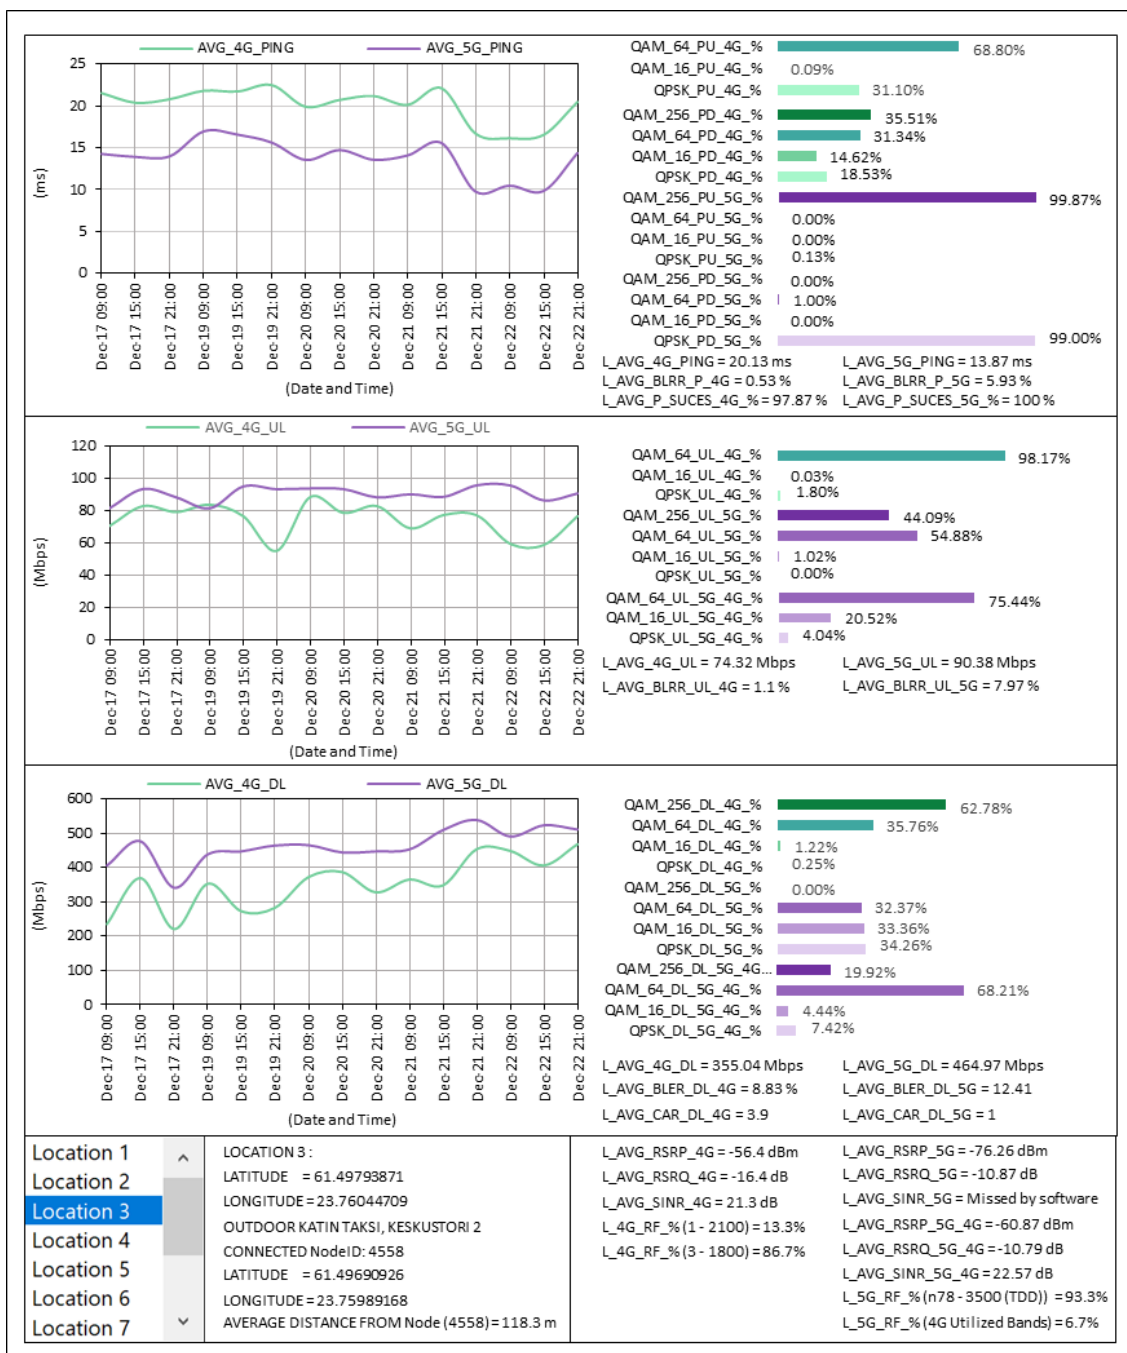 AVG_4G_PING AVG_5G_PING
25
20
15
10
5
0
(ms)
Dec-17 09:00
Dec-17 15:00
Dec-17 21:00
Dec-19 09:00
Dec-19 15:00
Dec-19 21:00
Dec-20 09:00
Dec-20 15:00
Dec-20 21:00
Dec-21 09:00
Dec-21 15:00
Dec-21 21:00
Dec-22 09:00
Dec-22 15:00
Dec-22 21:00
(Date and Time)
QAM_64_PU_4G_% 68.80%
QAM_16_PU_4G_% 0.09%
QPSK_PU_4G_% 31.10%
QAM_256_PD_4G_% 35.51%
QAM_64_PD_4G_% 31.34%
QAM_16_PD_4G_% 14.62%
QPSK_PD_4G_% 18.53%
QAM_256_PU_5G_% 99.87%
QAM_64_PU_5G_% 0.00%
QAM_16_PU_5G_% 0.00%
QPSK_PU_5G_% 0.13%
QAM_256_PD_5G_% 0.00%
QAM_64_PD_5G_% 1.00%
QAM_16_PD_5G_% 0.00%
QPSK_PD_5G_% 99.00%
L_AVG_4G_PING = 20.13 ms L_AVG_5G_PING = 13.87 ms
L_AVG_BLRR_P_4G = 0.53 % L_AVG_BLRR_P_5G = 5.93 %
L_AVG_P_SUCES_4G_% = 97.87 % L_AVG_P_SUCES_5G_% = 100 %
AVG_4G_UL AVG_5G_UL
120
100
80
60
40
20
0
(Mbps)
Dec-17 09:00
Dec-17 15:00
Dec-17 21:00
Dec-19 09:00
Dec-19 15:00
Dec-19 21:00
Dec-20 09:00
Dec-20 15:00
Dec-20 21:00
Dec-21 09:00
Dec-21 15:00
Dec-21 21:00
Dec-22 09:00
Dec-22 15:00
Dec-22 21:00
(Date and Time)
QAM_64_UL_4G_% 98.17%
QAM_16_UL_4G_% 0.03%
QPSK_UL_4G_% 1.80%
QAM_256_UL_5G_% 44.09%
QAM_64_UL_5G_% 54.88%
QAM_16_UL_5G_% 1.02%
QPSK_UL_5G_% 0.00%
QAM_64_UL_5G_4G_% 75.44%
QAM_16_UL_5G_4G_% 20.52%
QPSK_UL_5G_4G_% 4.04%
L_AVG_4G_UL = 74.32 Mbps L_AVG_5G_UL = 90.38 Mbps
L_AVG_BLRR_UL_4G = 1.1 % L_AVG_BLRR_UL_5G = 7.97 %
AVG_4G_DL AVG_5G_DL
600
500
400
300
200
100
0
(Mbps)
Dec-17 09:00
Dec-17 15:00
Dec-17 21:00
Dec-19 09:00
Dec-19 15:00
Dec-19 21:00
Dec-20 09:00
Dec-20 15:00
Dec-20 21:00
Dec-21 09:00
Dec-21 15:00
Dec-21 21:00
Dec-22 09:00
Dec-22 15:00
Dec-22 21:00
(Date and Time)
QAM_256_DL_4G_% 62.78%
QAM_64_DL_4G_% 35.76%
QAM_16_DL_4G_% 1.22%
QPSK_DL_4G_% 0.25%
QAM_256_DL_5G_% 0.00%
QAM_64_DL_5G_% 32.37%
QAM_16_DL_5G_% 33.36%
QPSK_DL_5G_% 34.26%
QAM_256_DL_5G_4G... 19.92%
QAM_64_DL_5G_4G_% 68.21%
QAM_16_DL_5G_4G_% 4.44%
QPSK_DL_5G_4G_% 7.42%
L_AVG_4G_DL = 355.04 Mbps L_AVG_5G_DL = 464.97 Mbps
L_AVG_BLER_DL_4G = 8.83 % L_AVG_BLER_DL_5G = 12.41
L_AVG_CAR_DL_4G = 3.9 L_AVG_CAR_DL_5G = 1
Location 1
Location 2
Location 3
Location 4
Location 5
Location 6
Location 7
LOCATION 3 :
LATITUDE = 61.49793871
LONGITUDE = 23.76044709
OUTDOOR KATIN TAKSI, KESKUSTORI 2
CONNECTED NodeID: 4558
LATITUDE = 61.49690926
LONGITUDE = 23.75989168
AVERAGE DISTANCE FROM Node (4558) = 118.3 m
L_AVG_RSRP_4G = -56.4 dBm
L_AVG_RSRQ_4G = -16.4 dB
L_AVG_SINR_4G = 21.3 dB
L_4G_RF_% (1 - 2100) = 13.3%
L_4G_RF_% (3 - 1800) = 86.7%
L_AVG_RSRP_5G = -76.26 dBm
L_AVG_RSRQ_5G = -10.87 dB
L_AVG_SINR_5G = Missed by software
L_AVG_RSRP_5G_4G = -60.87 dBm
L_AVG_RSRQ_5G_4G = -10.79 dB
L_AVG_SINR_5G_4G = 22.57 dB
L_5G_RF_% (n78 - 3500 (TDD)) = 93.3%
L_5G_RF_% (4G Utilized Bands) = 6.7%